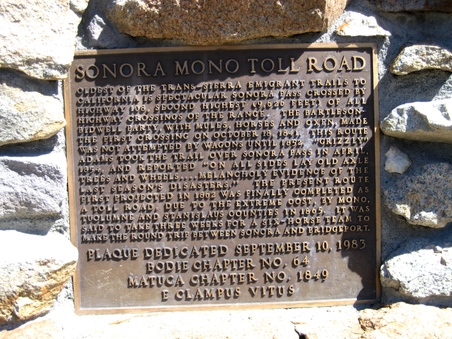 SONORA MONO TOLL ROAD
OLDEST OF THE TRANS-SIERRA EMIGRANT TRAILS TO
CALIFORNIA IS SPECTACULAR SONORA PASS CROSSED BY
HIGHWAY 108, SECOND HIGHEST (9,626 FEET) OF ALL
HIGHWAY CROSSINGS OF THE RANGE. THE BARTLESON-
BIDWELL PARTY, WITH MULES, HORSES AND OXEN, MADE
THE FIRST CROSSING ON OCTOBER 18, 1841. THIS ROUTE
WAS NOT ATTEMPTED BY WAGONS UNTIL 1852. "GRIZZLY"
ADAMS TOOK THE TRAIL OVER SONORA PASS ON APRIL
1854, AND REPORTED "ON ALL SIDES LAY OLD AXLE
TREES AND WHEELS... MELANCHOLY EVIDENCE OF THE
LAST SEASON'S DISASTERS." THE PRESENT ROUTE
FIRST PROJECTED IN 1863 WAS FINALLY COMPLETED AS
A TOLL ROAD, DUE TO THE EXTREME COST BY MONO,
TUOLUMNE AND STANISLAUS COUNTIES IN 1865. IT WAS
SAID TO TAKE THREE WEEKS FOR A SIX-HORSE TEAM TO
MAKE THE ROUND TRIP BETWEEN SONORA AND BRIDGEPORT.
PLAQUE DEDICATED SEPTEMBER 10, 1983
BODIE CHAPTER NO. 64
MATUCA CHAPTER NO. 1849
E CLAMPUS VITUS